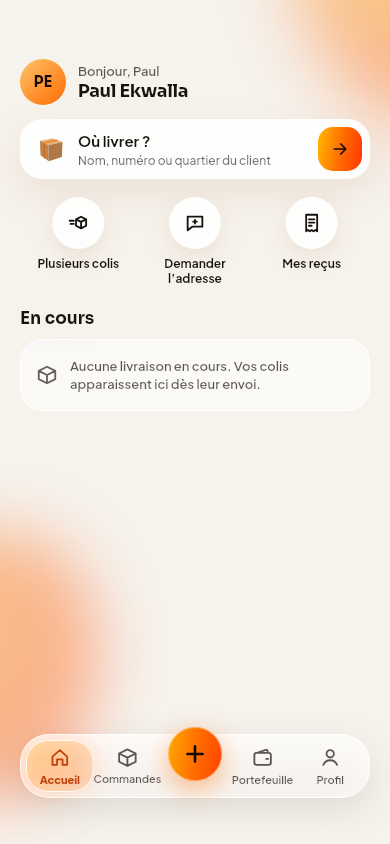 PE
Bonjour, Paul
Paul Ekwalla
Où livrer ?
Nom, numéro ou quartier du client
Plusieurs colis
Demander
l'adresse
Mes reçus
En cours
Aucune livraison en cours. Vos colis
apparaissent ici dès leur envoi.
Accueil
Commandes
Portefeuille
Profil